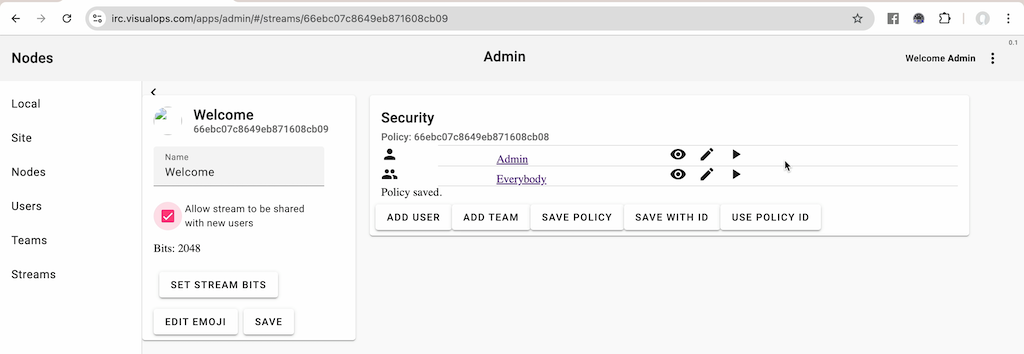 irc.visualops.com/apps/admin/#/streams/66ebc07c8649eb871608cb09
0.1
Nodes
Admin
Welcome Admin
Local
Site
Nodes
Users
Teams
Streams
Welcome
66ebc07c8649eb871608cb09
Name
Welcome
Allow stream to be shared
with new users
Bits: 2048
SET STREAM BITS
EDIT EMOJI
SAVE
Security
Policy: 66ebc07c8649eb871608cb08
Admin
Everybody
Policy saved.
ADD USER
ADD TEAM
SAVE POLICY
SAVE WITH ID
USE POLICY ID